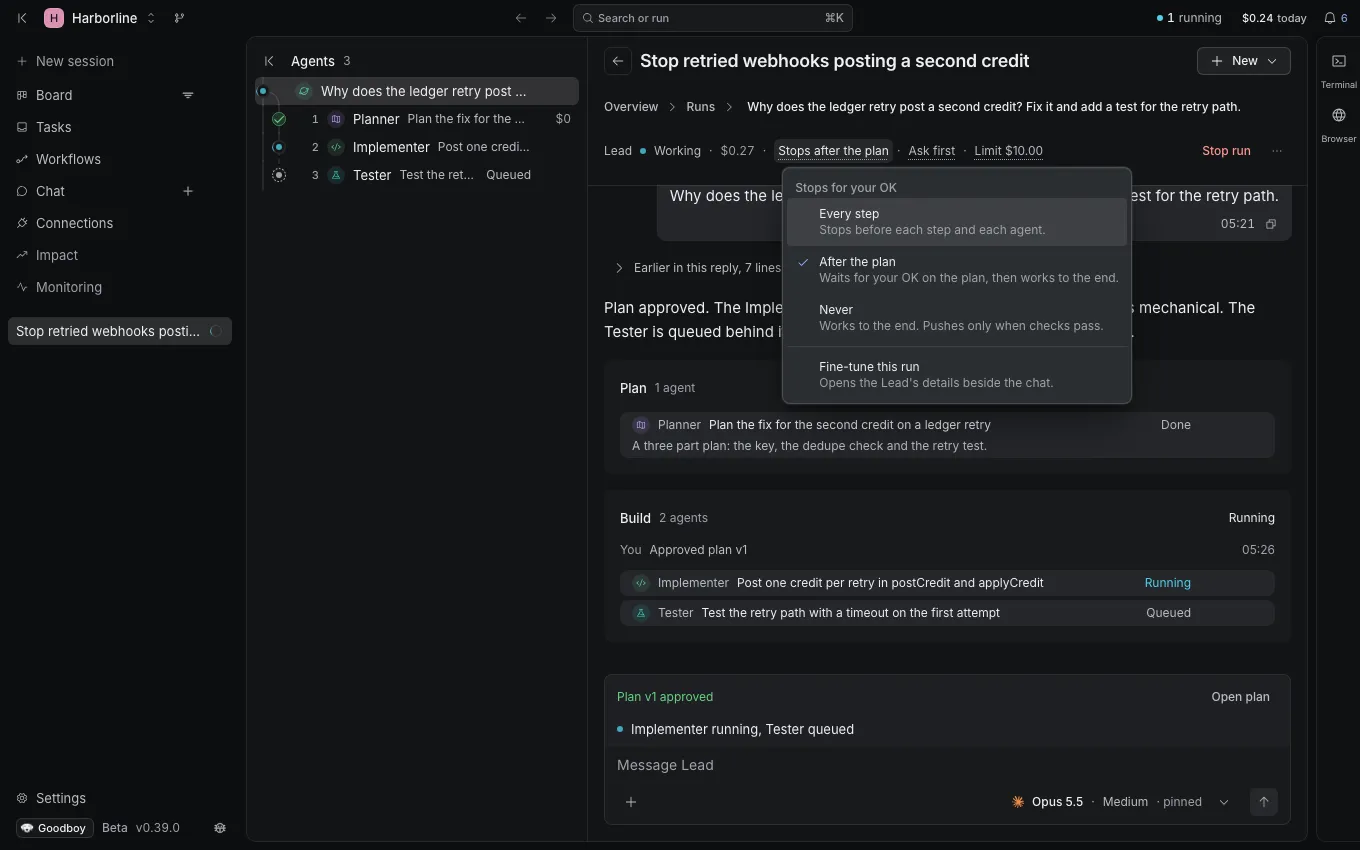 H Harborline
Search or run ⌘K
1 running $0.24 today 6
New session
Board
Tasks
Workflows
Chat
Connections
Impact
Monitoring
Stop retried webhooks posti...
Settings
Goodboy Beta v0.39.0
Agents 3
Why does the ledger retry post ...
1 Planner Plan the fix for the ... $0
2 Implementer Post one credi...
3 Tester Test the ret... Queued
Stop retried webhooks posting a second credit
New
Overview > Runs > Why does the ledger retry post a second credit? Fix it and add a test for the retry path.
Lead Working · $0.27 · Stops after the plan · Ask first · Limit $10.00
Stop run ...
Why does the le
est for the retry path.
05:21
Earlier in this reply, 7 lines
Stops for your OK
Every step
Stops before each step and each agent.
After the plan
Waits for your OK on the plan, then works to the end.
Never
Works to the end. Pushes only when checks pass.
Fine-tune this run
Opens the Lead's details beside the chat.
Plan approved. The Imple
s mechanical. The
Tester is queued behind
Plan 1 agent
Planner Plan the fix for the second credit on a ledger retry Done
A three part plan: the key, the dedupe check and the retry test.
Build 2 agents Running
You Approved plan v1 05:26
Implementer Post one credit per retry in postCredit and applyCredit Running
Tester Test the retry path with a timeout on the first attempt Queued
Plan v1 approved Open plan
Implementer running, Tester queued
Message Lead
Opus 5.5 · Medium · pinned
Terminal
Browser